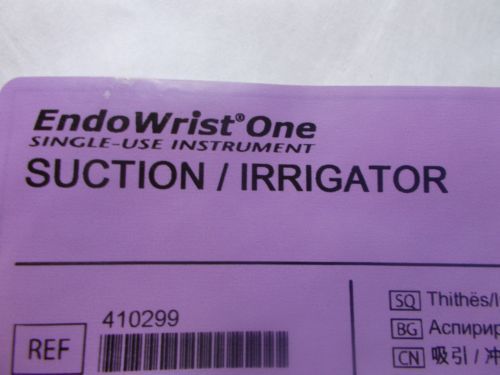 EndoWrist® One
SINGLE-USE INSTRUMENT
SUCTION / IRRIGATOR
REF
410299
SQ
BG
CN 吸引 /